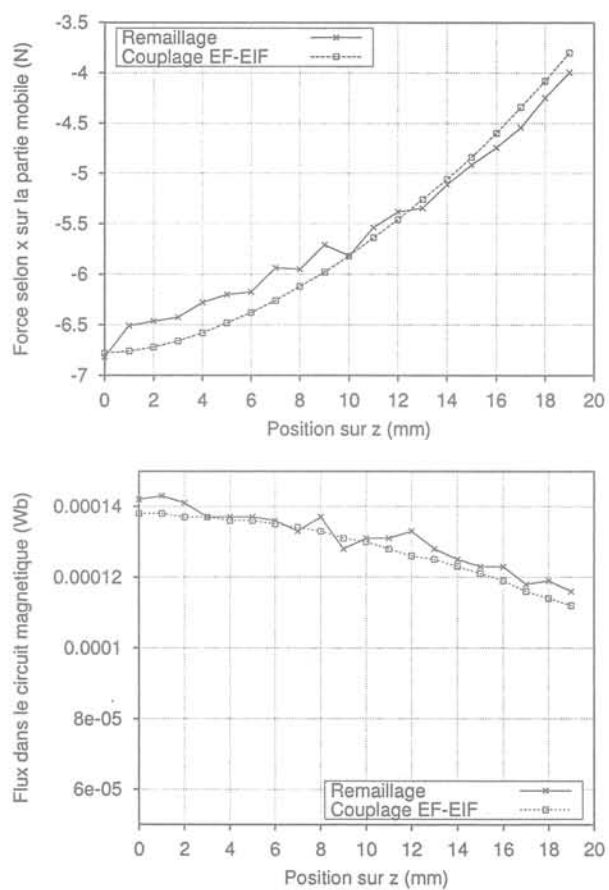 -3.5
Remaillage
Couplage EF-EIF
-4
-4.5
-5
-5.5
-6
-6.5
-7
Force selon x sur la partie mobile (N)
0 2 4 6 8 10 12 14 16 18 20
Position sur z (mm)
0.00014
0.00012
0.0001
8e-05
6e-05
Flux dans le circuit magnetique (Wb)
Remaillage
Couplage EF-EIF
0 2 4 6 8 10 12 14 16 18 20
Position sur z (mm)